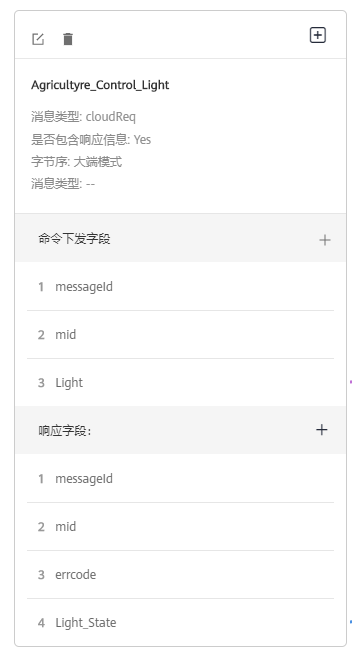 Agricultyre_Control_Light
消息类型: cloudReq
是否包含响应信息: Yes
字节序: 大端模式
消息类型: --
命令下发字段
1 messageId
2 mid
3 Light
响应字段:
1 messageId
2 mid
3 errcode
4 Light_State